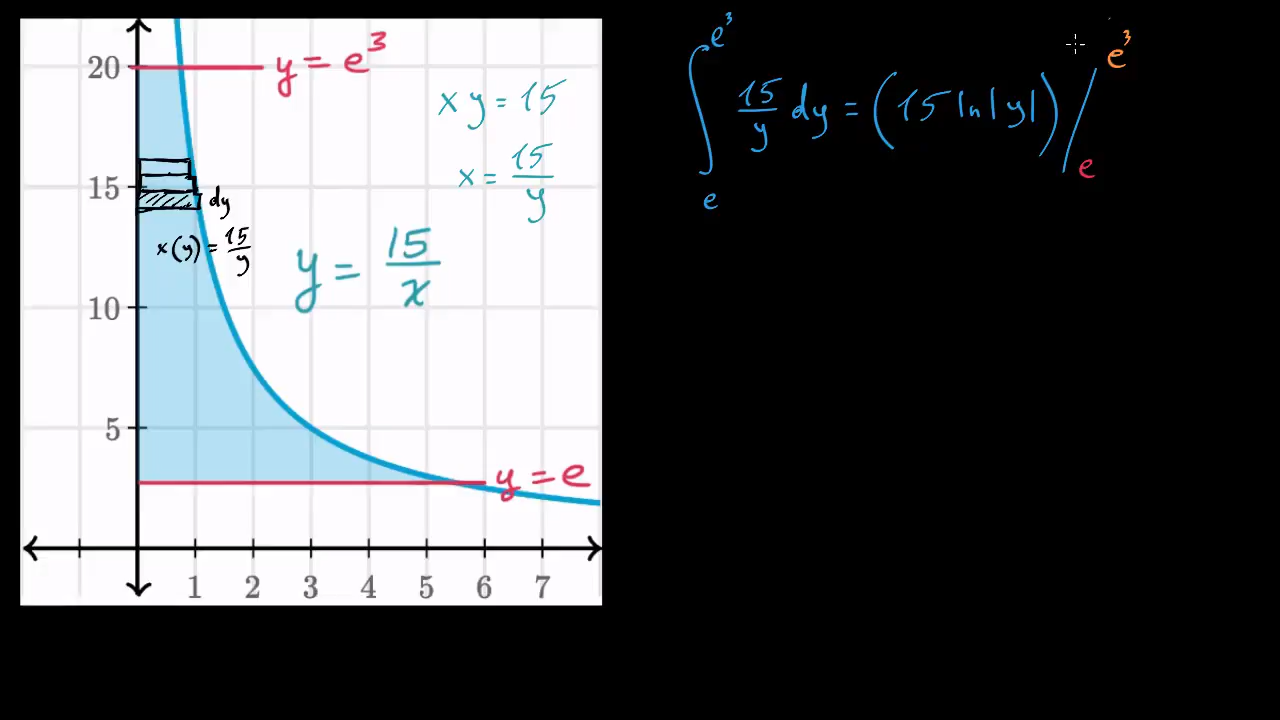 20
y = e³
xy = 15
x = 15/y
15
dy
x(y) = 15/y
y = 15/x
10
5
y = e
1 2 3 4 5 6 7
∫ₑ^e³ 15/y dy = (15 ln|y|) / e³ e